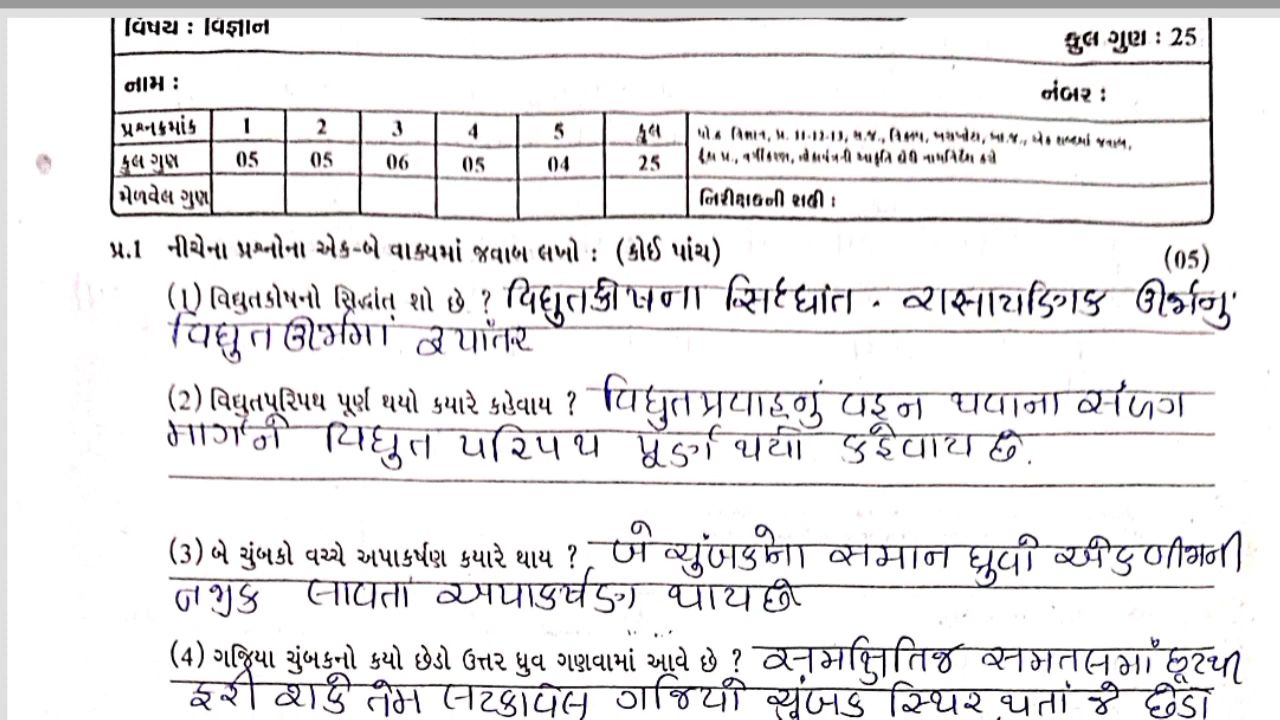 વિષય : વિજ્ઞાન
કુલ ગુણ : 25
નામ :
નંબર :
પ્રશ્નક્રમાંક 1 2 3 4 5 કુલ
કુલ ગુણ 05 05 06 05 04 25
મેળવેલ ગુણ
નિરીક્ષકની સહી :
પ્ર.1 નીચેના પ્રશ્નોના એક-બે વાક્યમાં જવાબ લખો : (કોઈ પાંચ) (05)
(1) વિદ્યુતકોષનો સિદ્ધાંત શો છે ? વિદ્યુતકોષના સિદ્ધાંત . રાસાયણિક ઊર્જાનું
વિદ્યુતઊર્જામાં રૂપાંતર
(2) વિદ્યુતપરિપથ પૂર્ણ થયો કયારે કહેવાય ? વિદ્યુતપ્રવાહનું વહન થવાના સળંગ
માર્ગને વિદ્યુત પરિપથ પૂર્ણ થયો કહેવાય છે.
(3) બે ચુંબકો વચ્ચે અપાકર્ષણ કયારે થાય ? બે ચુંબકોના સમાન ધ્રુવો એકબીજાની
નજીક લાવતાં અપાકર્ષણ થાય છે
(4) ગજિયા ચુંબકનો કયો છેડો ઉત્તર ધ્રુવ ગણવામાં આવે છે ? સમક્ષિતિજ સમતલમાં છૂટથી
ફરી શકે તેમ લટકાવેલ ગજિયો ચુંબક સ્થિર થતાં જે છેડો